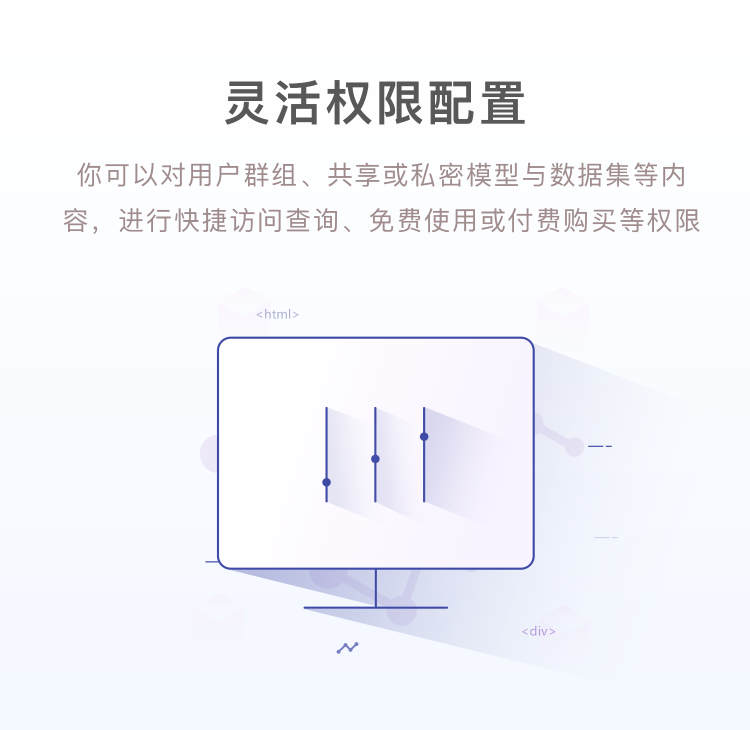 灵活权限配置
你可以对用户群组、共享或私密模型与数据集等内
容，进行快捷访问查询、免费使用或付费购买等权限
<html>
<div>